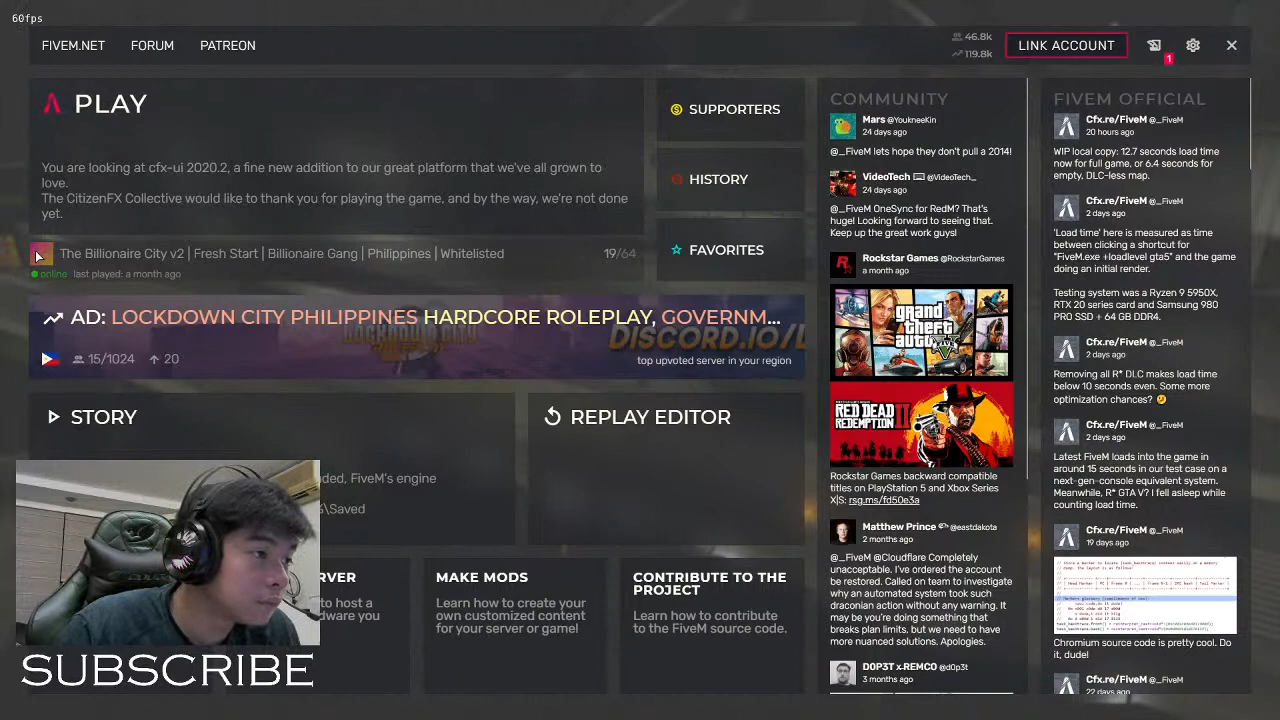 60fps
FIVEM.NET
FORUM
PATREON
46.8k
119.8k
LINK ACCOUNT
1
PLAY
You are looking at cfx-ui 2020.2, a fine new addition to our great platform that we've all grown to
love.
The CitizenFX Collective would like to thank you for playing the game, and by the way, we're not done
yet.
SUPPORTERS
HISTORY
FAVORITES
The Billionaire City v2 | Fresh Start | Billionaire Gang | Philippines | Whitelisted
19/64
online last played: a month ago
AD: LOCKDOWN CITY PHILIPPINES HARDCORE ROLEPLAY, GOVERNM...
DISCORD.IO/L
15/1024
20
top upvoted server in your region
STORY
ded, FiveM's engine
\Saved
REPLAY EDITOR
RVER
to host
dware
MAKE MODS
Learn how to create your
own customized content
for your server or game!
CONTRIBUTE TO THE
PROJECT
Learn how to contribute
to the FiveM source code.
SUBSCRIBE
COMMUNITY
Mars @YoukneeKin
24 days ago
@_FiveM lets hope they don't pull a 2014!
VideoTech @VideoTech_
24 days ago
@_FiveM OneSync for RedM? That's
huge! Looking forward to seeing that.
Keep up the great work guys!
Rockstar Games @RockstarGames
a month ago
grand
theft
auto
V
RED DEAD
REDEMPTION
II
Rockstar Games backward compatible
titles on PlayStation 5 and Xbox Series
X|S: rsg.ms/fd50e3a
Matthew Prince @eastdakota
2 months ago
@_FiveM @Cloudflare Completely
unacceptable. I've ordered the account
be restored. Called on team to investigate
why automated system took such
draconian action without any warning. It
may be you're doing something that
breaks plan limits, but we need to have
more nuanced solutions. Apologies.
D0P3T x-REMCO @d0p3t
3 months ago
FIVEM OFFICIAL
Cfx.re/FiveM @_FiveM
20 hours ago
WIP local copy: 12.7 seconds load time
now for full game, or 6.4 seconds for
empty, DLC-less map.
Cfx.re/FiveM @_FiveM
2 days ago
'Load time' here is measured as time
between clicking a shortcut for
"FiveM.exe +loadlevel gta5" and the game
doing an initial render.
Testing system was a Ryzen 9 5950X,
RTX 20 series card and Samsung 980
PRO SSD + 64 GB DDR4.
Cfx.re/FiveM @_FiveM
2 days ago
Removing all R* DLC makes load time
below 10 seconds even. Some more
optimization chances? 🤔
Cfx.re/FiveM @_FiveM
2 days ago
Latest FiveM loads into the game in
around 15 seconds in our test case on a
next-gen-console equivalent system.
Meanwhile, R* GTA V? I fell asleep while
counting load time.
Cfx.re/FiveM @_FiveM
19 days ago
Chromium source code is pretty cool. Do
it, dude!
Cfx.re/FiveM @_FiveM
22 days ago